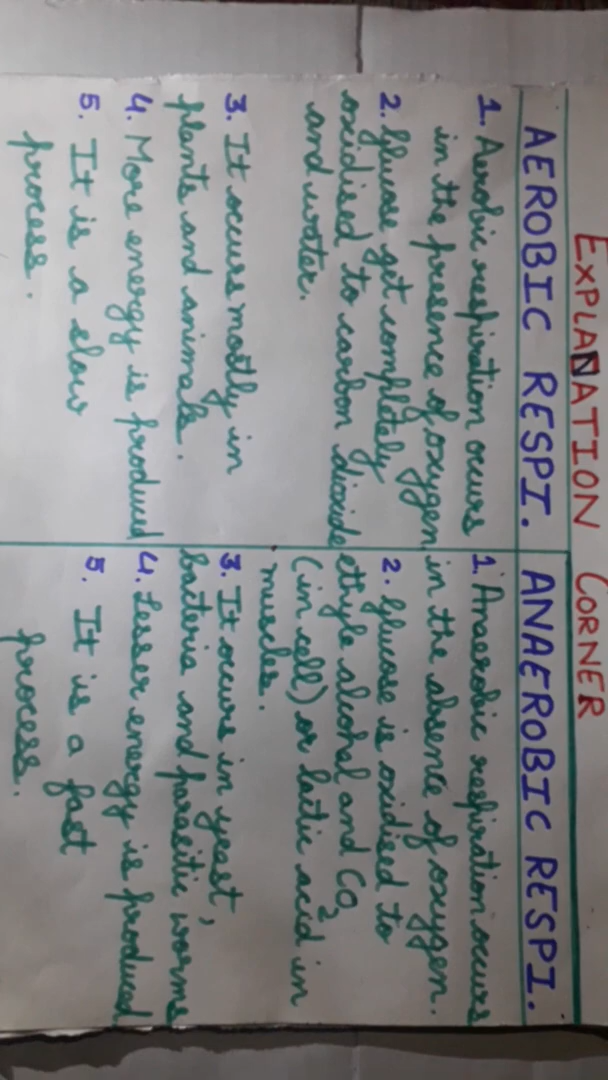 EXPLANATION CORNER
AEROBIC RESPI.
1. Aerobic respiration occurs
in the presence of oxygen
2. Glucose get completely
oxidised to carbon dioxide
and water.
3. It occurs mostly in
plants and animals.
4. More energy is produced
5. It is a slow
process.
ANAEROBIC RESPI.
1. Anaerobic respiration occurs
in the absence of oxygen.
2. Glucose is oxidised to
ethyle alcohal and CO2
(in cell) or lactic acid in
muscles.
3. It occurs in yeast,
bacteria and parasitic worms
4. Lesser energy is produced
5. It is a fast
process.